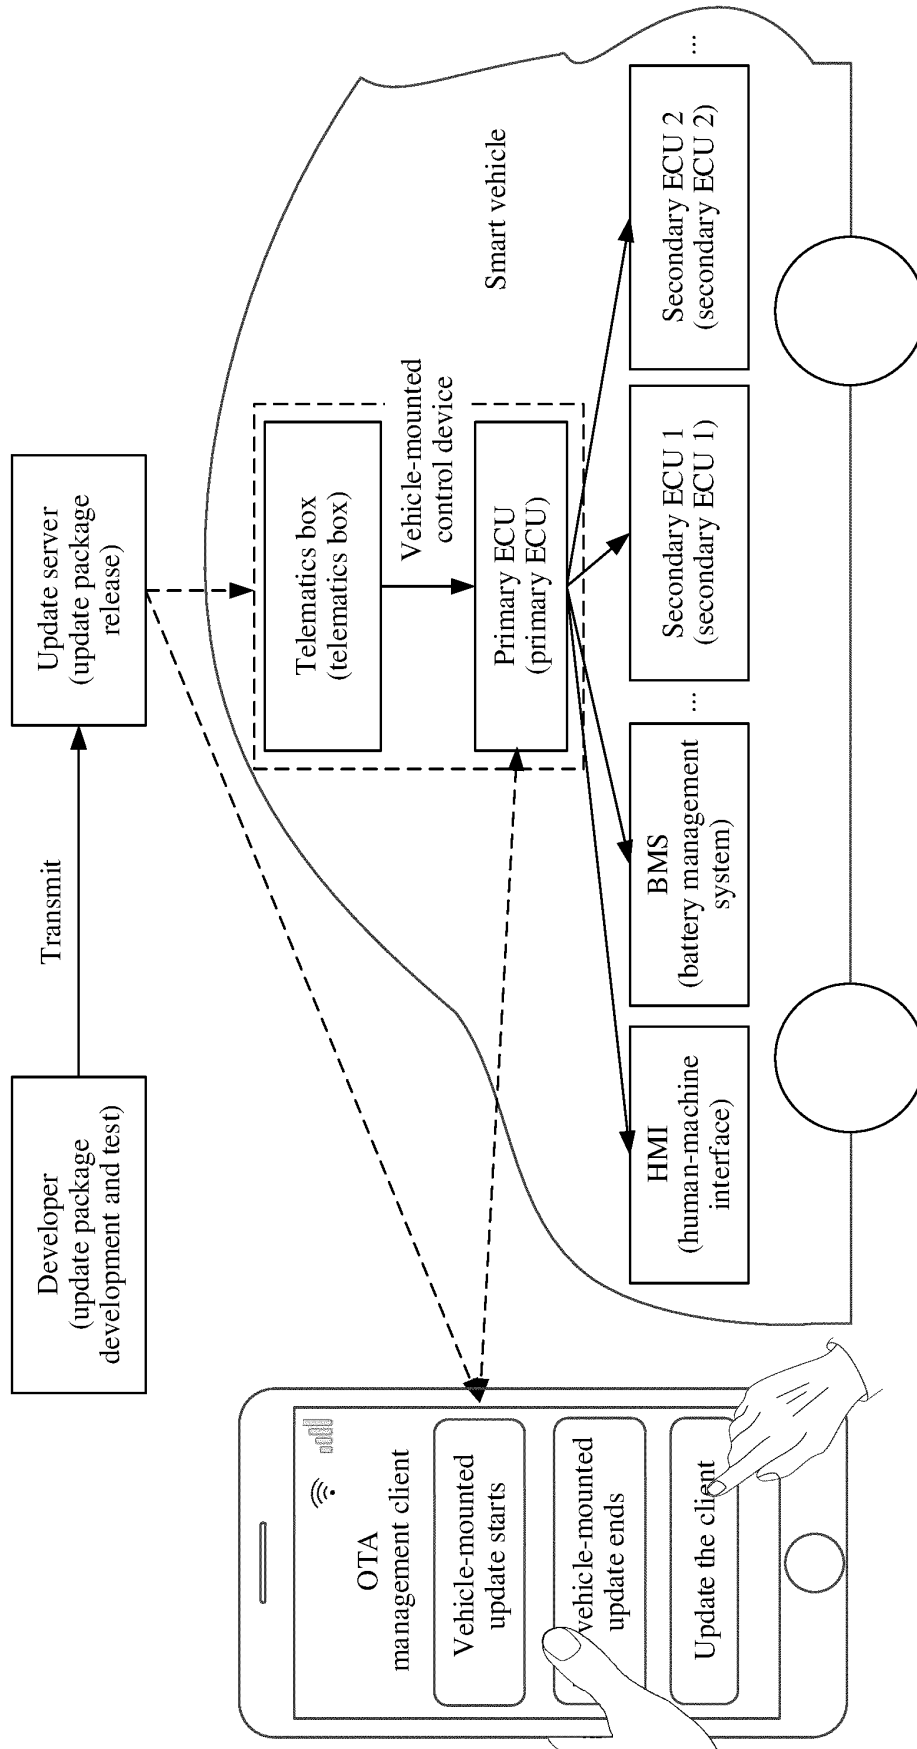 Developer
(update package
development and test)
Transmit
Update server
(update package
release)
OTA
management client
Vehicle-mounted
update starts
vehicle-mounted
update ends
Update the client
Telematics box
(telematics box)
Vehicle-mounted
control device
Primary ECU
(primary ECU)
Smart vehicle
HMI
(human-machine
interface)
BMS
(battery management
system)
...
Secondary ECU 1
(secondary ECU 1)
Secondary ECU 2
(secondary ECU 2)
...